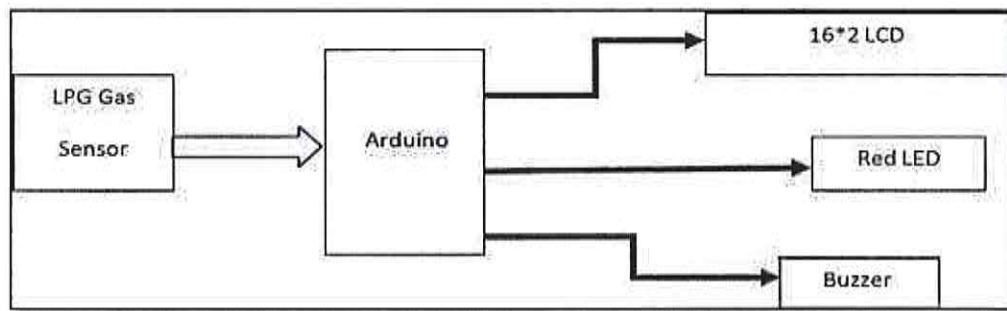 16*2 LCD
LPG Gas
Sensor
Arduino
Red LED
Buzzer